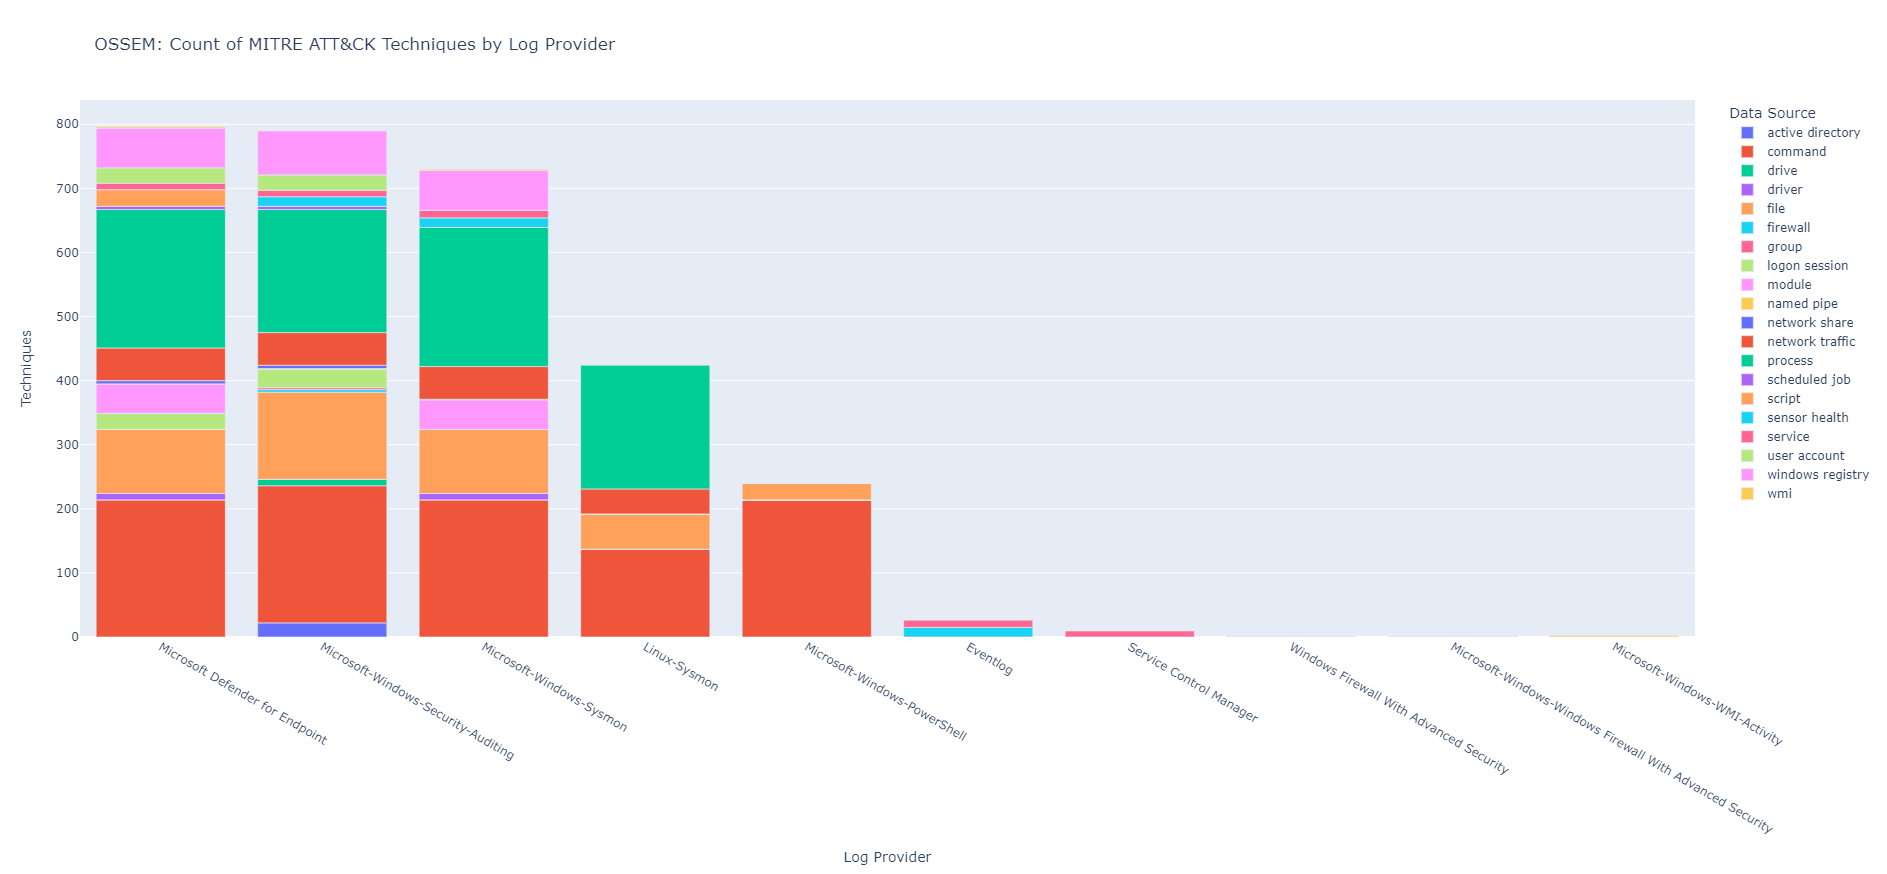 OSSEM: Count of MITRE ATT&CK Techniques by Log Provider
Data Source
active directory
command
drive
driver
file
firewall
group
logon session
module
named pipe
network share
network traffic
process
scheduled job
script
sensor health
service
user account
windows registry
wmi
Techniques
800
700
600
500
400
300
200
100
0
Microsoft Defender for Endpoint
Microsoft-Windows-Security-Auditing
Microsoft-Windows-Sysmon
Linux-Sysmon
Microsoft-Windows-PowerShell
Eventlog
Service Control Manager
Windows Firewall With Advanced Security
Microsoft-Windows-Windows Firewall With Advanced Security
Microsoft-Windows-WMI-Activity
Log Provider